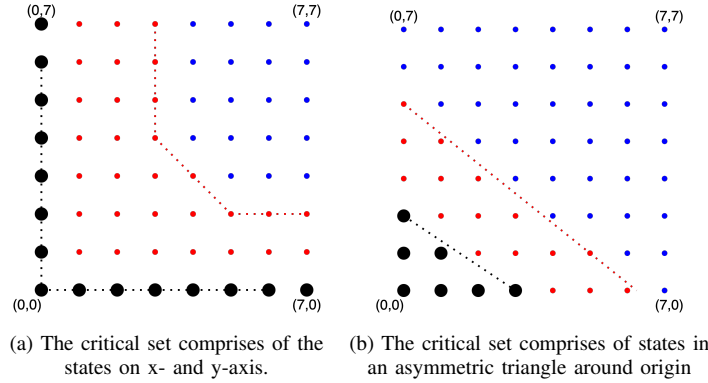 (0,7)
(7,7)
(0,0)
(7,0)
(a) The critical set comprises of the
states on x- and y-axis.
(0,7)
(7,7)
(0,0)
(7,0)
(b) The critical set comprises of states in
an asymmetric triangle around origin